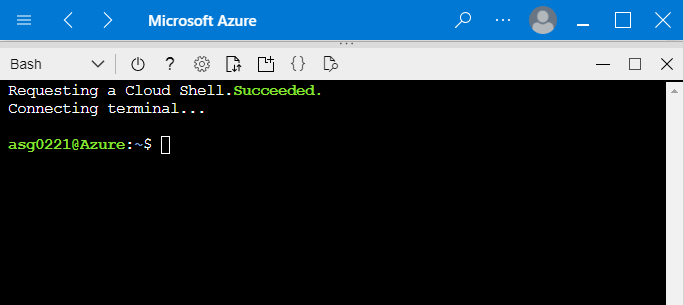 Microsoft Azure
Bash
Requesting a Cloud Shell.Succeeded.
Connecting terminal...
asg0221@Azure:~$